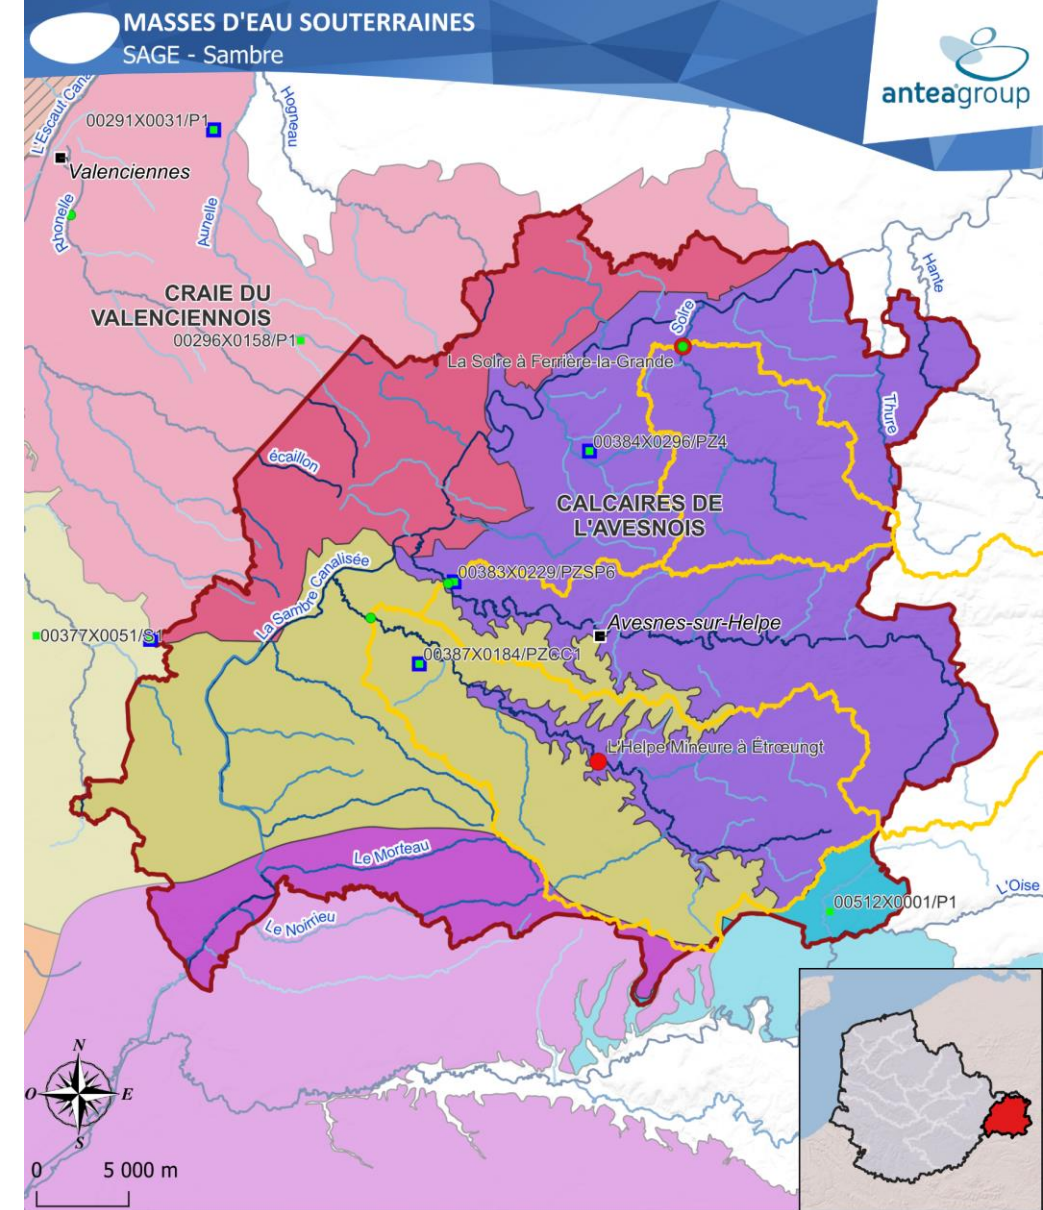 MASSES D'EAU SOUTERRAINES
SAGE - Sambre
anteagroup
L'Escaut Cana
Hogneau
00291X0031/P1
Valenciennes
Rhonelle
Aunelle
Hante
CRAIE DU
VALENCIENNOIS
00296X0158/P1
Solre
La Solre à Ferrière-la-Grande
Thure
écaillon
00384X0296/PZ4
CALCAIRES DE
L'AVESNOIS
La Sambre Canalisée
00383X0229/PZSP6
00377X0051/S1
Avesnes-sur-Helpe
00387X0184/PZCC1
L'Helpe Mineure à Étrœungt
Le Morteau
L'Oise
00512X0001/P1
Le Noirrieu
N
O
E
S
0
5 000 m